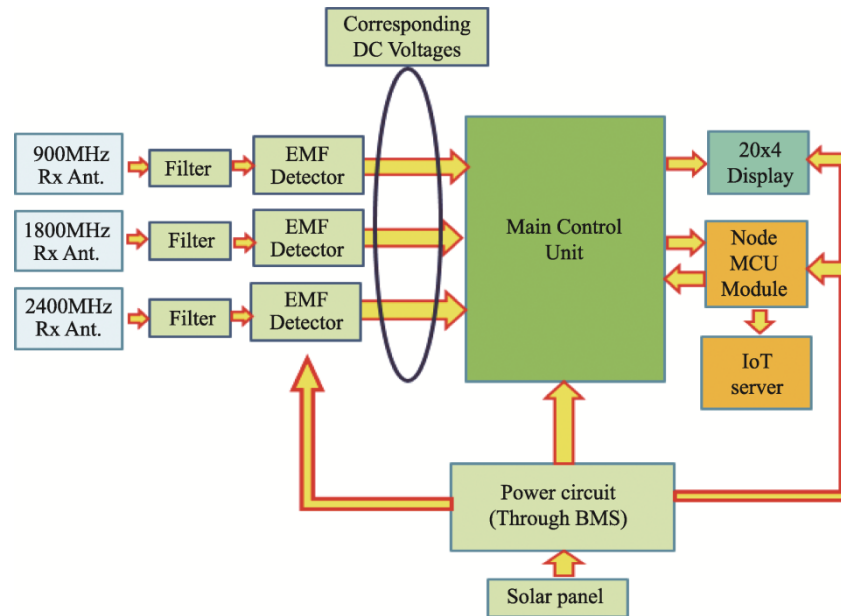 Corresponding
DC Voltages
900MHz
Rx Ant.
Filter
EMF
Detector
1800MHz
Rx Ant.
Filter
EMF
Detector
2400MHz
Rx Ant.
Filter
EMF
Detector
Main Control
Unit
20x4
Display
Node
MCU
Module
IoT
server
Power circuit
(Through BMS)
Solar panel